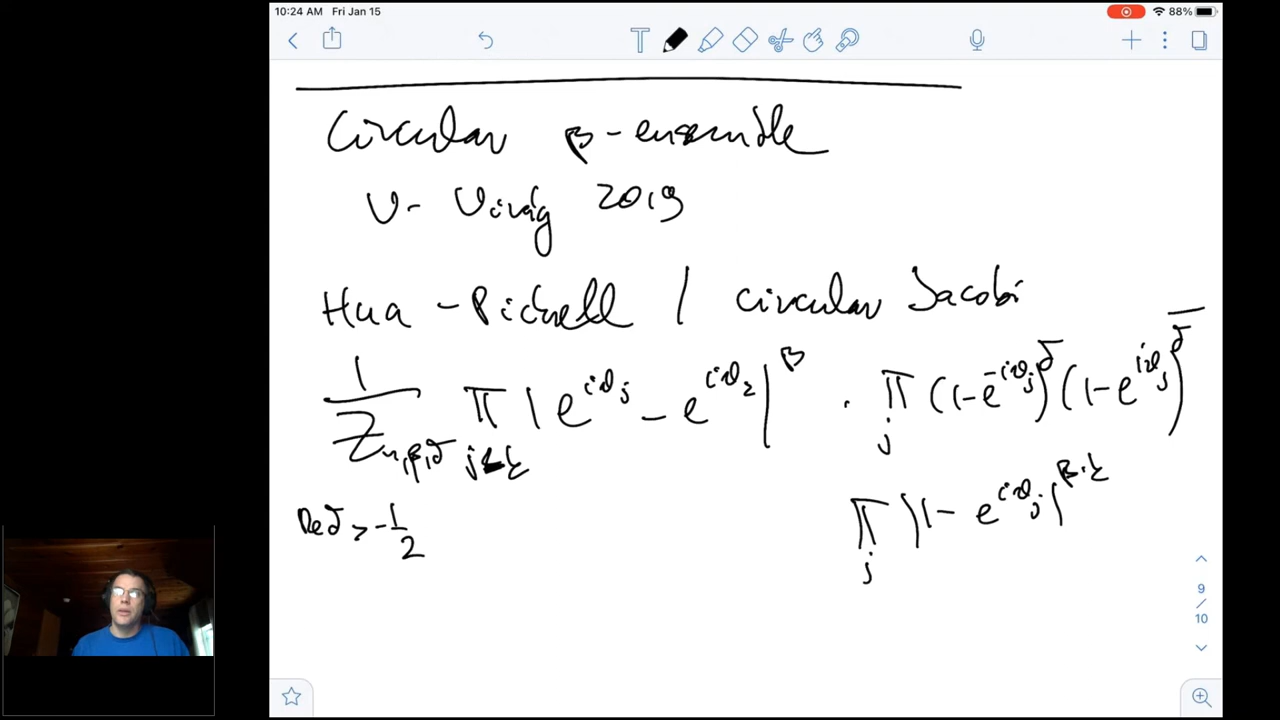 10:24 AM Fri Jan 15 88%
Circular β-ensemble
V- Virág 2019
Hua-Pickrell / circular Jacobi
1/Z_{n,β,δ} ∏_{j<k} |e^{iϑ_j} - e^{iϑ_k}|^β · ∏_j (1-e^{-iϑ_j})^δ (1-e^{iϑ_j})^{\bar{δ}}
Re δ > -1/2
∏_j |1-e^{iϑ_j}|^{β·k}
9
/
10